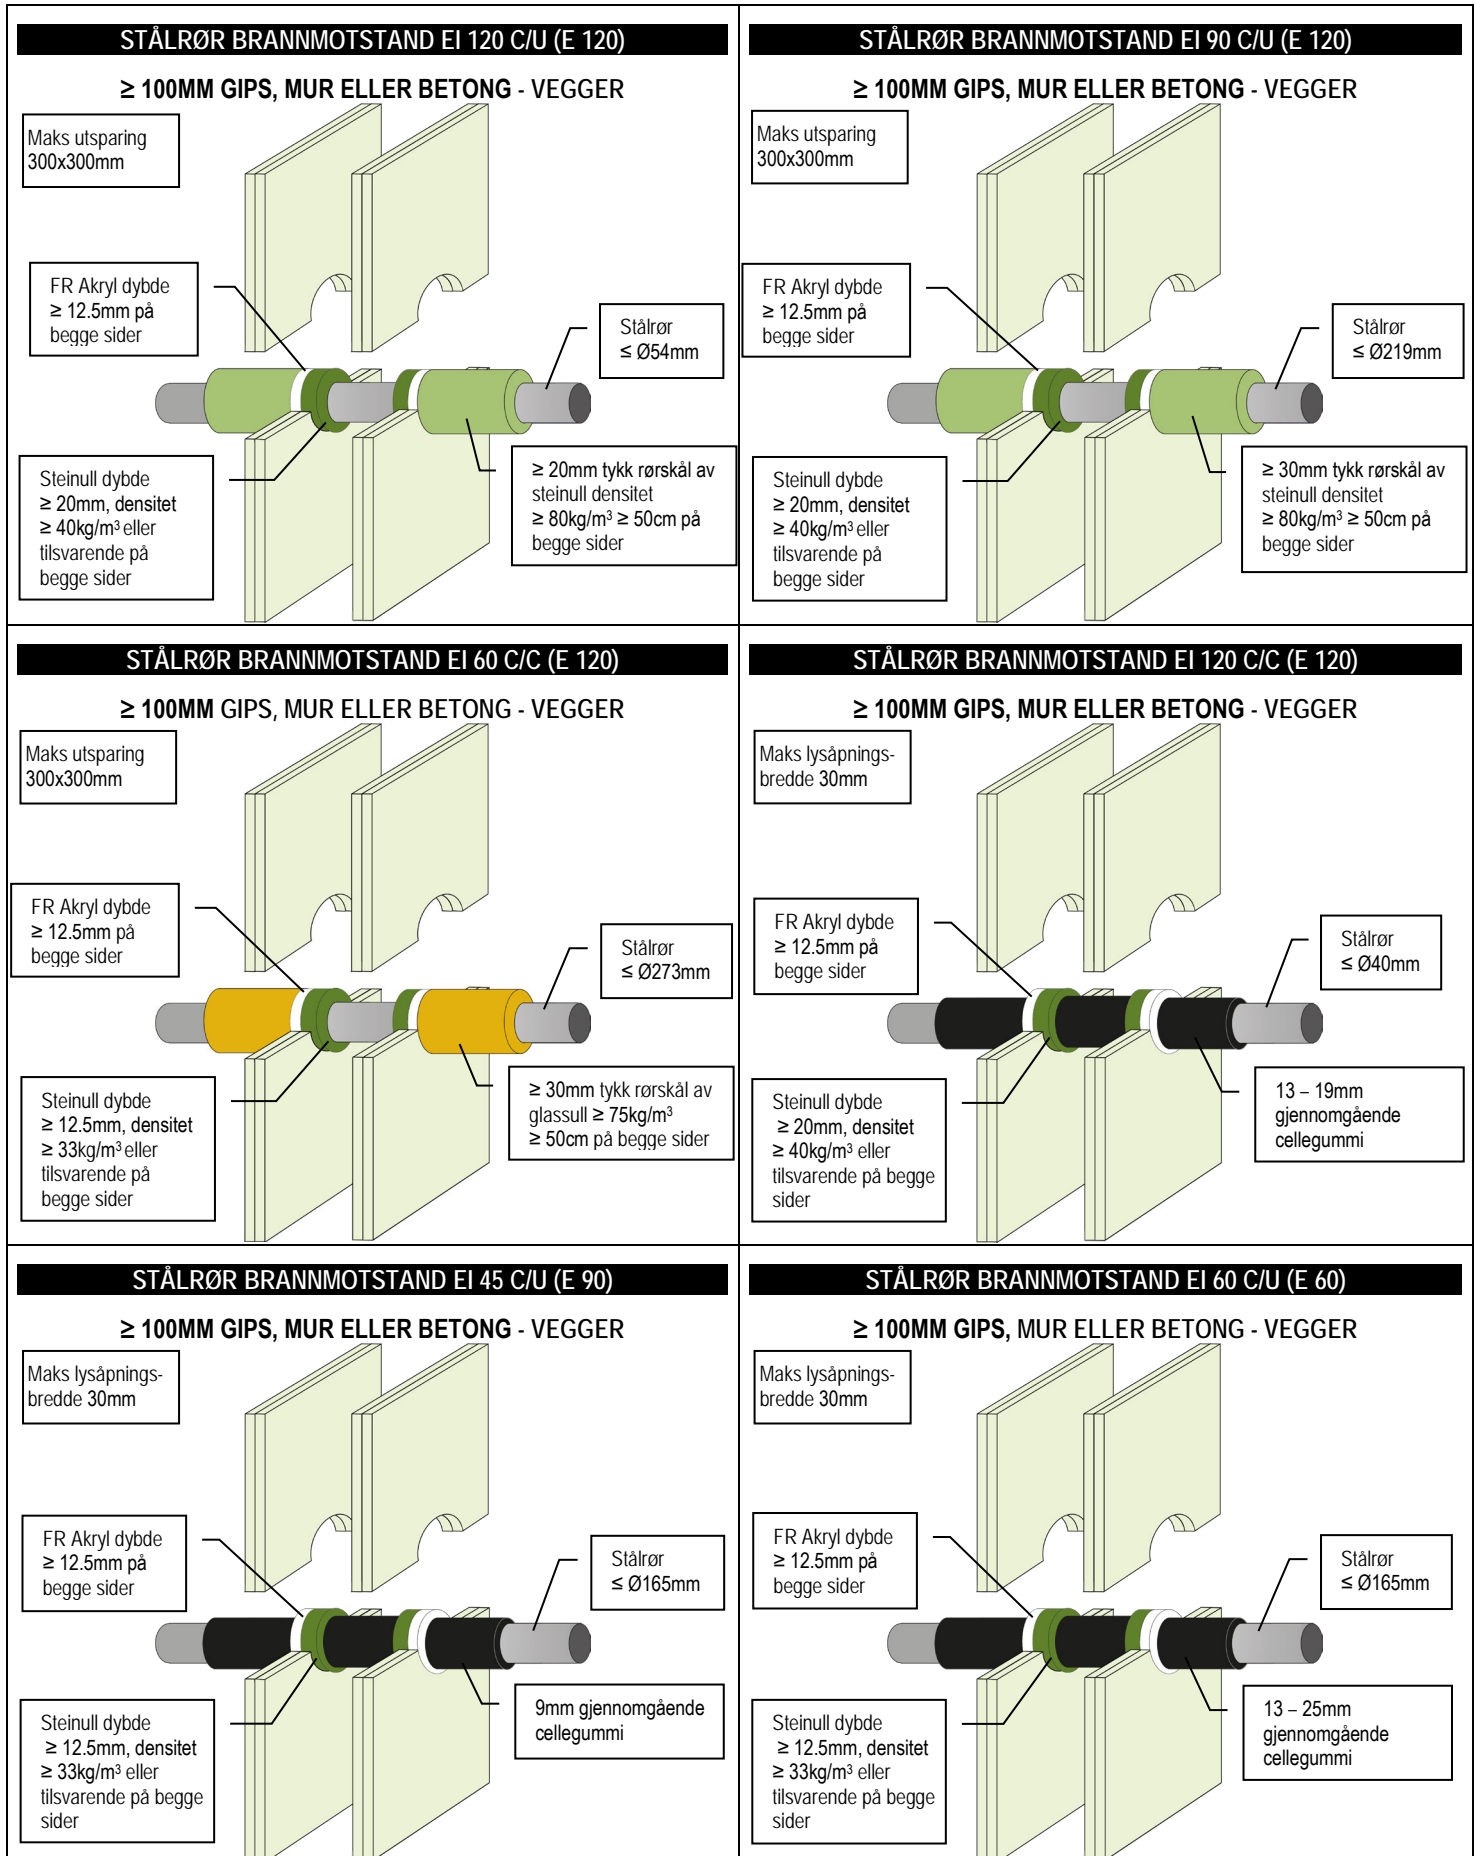 STÅLRØR BRANNMOTSTAND EI 120 C/U (E 120)
≥ 100MM GIPS, MUR ELLER BETONG - VEGGER
Maks utsparing
300x300mm
FR Akryl dybde
≥ 12.5mm på
begge sider
Stålrør
≤ Ø54mm
Steinull dybde
≥ 20mm, densitet
≥ 40kg/m³ eller
tilsvarende på
begge sider
≥ 20mm tykk rørskål av
steinull densitet
≥ 80kg/m³ ≥ 50cm på
begge sider
STÅLRØR BRANNMOTSTAND EI 90 C/U (E 120)
≥ 100MM GIPS, MUR ELLER BETONG - VEGGER
Maks utsparing
300x300mm
FR Akryl dybde
≥ 12.5mm på
begge sider
Stålrør
≤ Ø219mm
Steinull dybde
≥ 20mm, densitet
≥ 40kg/m³ eller
tilsvarende på
begge sider
≥ 30mm tykk rørskål av
steinull densitet
≥ 80kg/m³ ≥ 50cm på
begge sider
STÅLRØR BRANNMOTSTAND EI 60 C/C (E 120)
≥ 100MM GIPS, MUR ELLER BETONG - VEGGER
Maks utsparing
300x300mm
FR Akryl dybde
≥ 12.5mm på
begge sider
Stålrør
≤ Ø273mm
Steinull dybde
≥ 12.5mm, densitet
≥ 33kg/m³ eller
tilsvarende på
begge sider
≥ 30mm tykk rørskål av
glassull ≥ 75kg/m³
≥ 50cm på begge sider
STÅLRØR BRANNMOTSTAND EI 120 C/C (E 120)
≥ 100MM GIPS, MUR ELLER BETONG - VEGGER
Maks lysåpnings-
bredde 30mm
FR Akryl dybde
≥ 12.5mm på
begge sider
Stålrør
≤ Ø40mm
Steinull dybde
≥ 20mm, densitet
≥ 40kg/m³ eller
tilsvarende på begge
sider
13 – 19mm
gjennomgående
cellegummi
STÅLRØR BRANNMOTSTAND EI 45 C/U (E 90)
≥ 100MM GIPS, MUR ELLER BETONG - VEGGER
Maks lysåpnings-
bredde 30mm
FR Akryl dybde
≥ 12.5mm på
begge sider
Stålrør
≤ Ø165mm
Steinull dybde
≥ 12.5mm, densitet
≥ 33kg/m³ eller
tilsvarende på begge
sider
9mm gjennomgående
cellegummi
STÅLRØR BRANNMOTSTAND EI 60 C/U (E 60)
≥ 100MM GIPS, MUR ELLER BETONG - VEGGER
Maks lysåpnings-
bredde 30mm
FR Akryl dybde
≥ 12.5mm på
begge sider
Stålrør
≤ Ø165mm
Steinull dybde
≥ 12.5mm, densitet
≥ 33kg/m³ eller
tilsvarende på begge
sider
13 – 25mm
gjennomgående
cellegummi